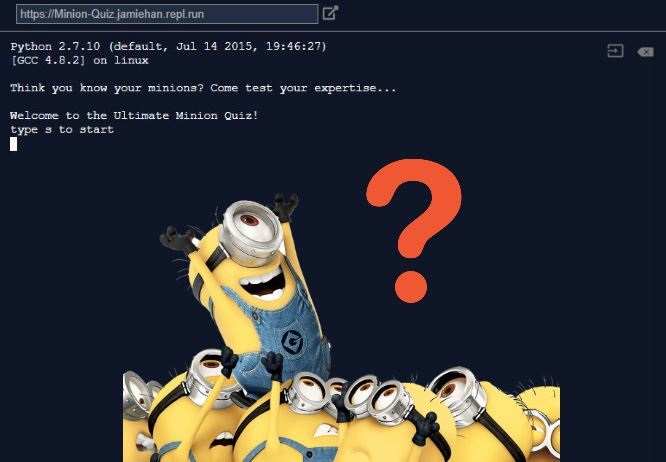 https://Minion-Quiz.jamiehan.repl.run
Python 2.7.10 (default, Jul 14 2015, 19:46:27)
[GCC 4.8.2] on linux
Think you know your minions? Come test your expertise...
Welcome to the Ultimate Minion Quiz!
type s to start
?